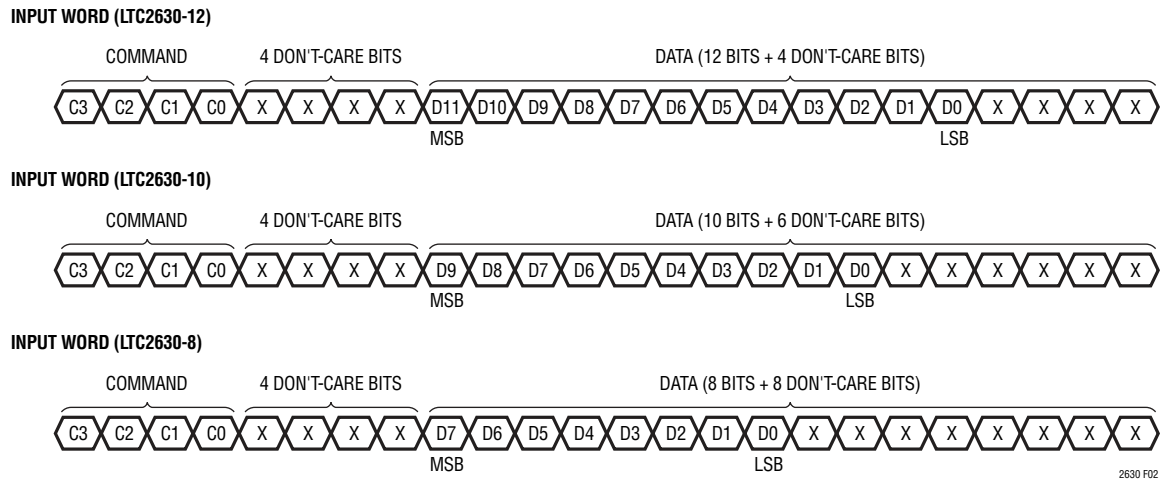 INPUT WORD (LTC2630-12)
COMMAND 4 DON'T-CARE BITS DATA (12 BITS + 4 DON'T-CARE BITS)
C3 C2 C1 C0 X X X X D11 D10 D9 D8 D7 D6 D5 D4 D3 D2 D1 D0 X X X X
MSB LSB
INPUT WORD (LTC2630-10)
COMMAND 4 DON'T-CARE BITS DATA (10 BITS + 6 DON'T-CARE BITS)
C3 C2 C1 C0 X X X X D9 D8 D7 D6 D5 D4 D3 D2 D1 D0 X X X X X X
MSB LSB
INPUT WORD (LTC2630-8)
COMMAND 4 DON'T-CARE BITS DATA (8 BITS + 8 DON'T-CARE BITS)
C3 C2 C1 C0 X X X X D7 D6 D5 D4 D3 D2 D1 D0 X X X X X X X X
MSB LSB
2630 F02